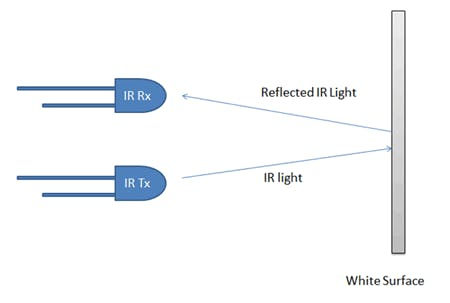 IR Rx
Reflected IR Light
IR Tx
IR light
White Surface